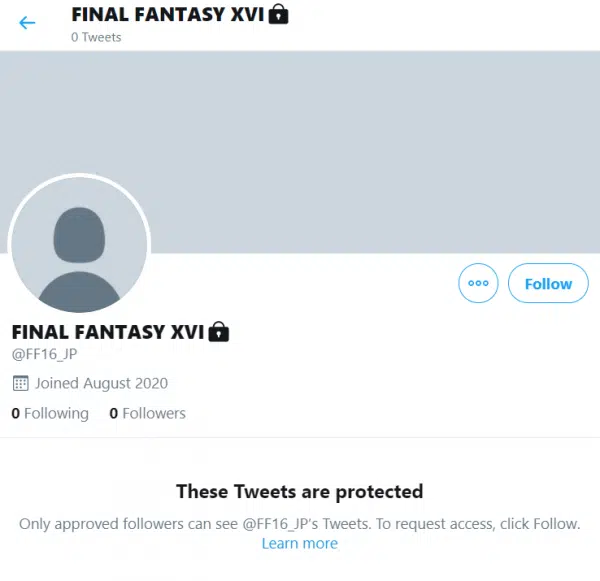 FINAL FANTASY XVI
0 Tweets
Follow
FINAL FANTASY XVI
@FF16_JP
Joined August 2020
0 Following 0 Followers
These Tweets are protected
Only approved followers can see @FF16_JP's Tweets. To request access, click Follow.
Learn more